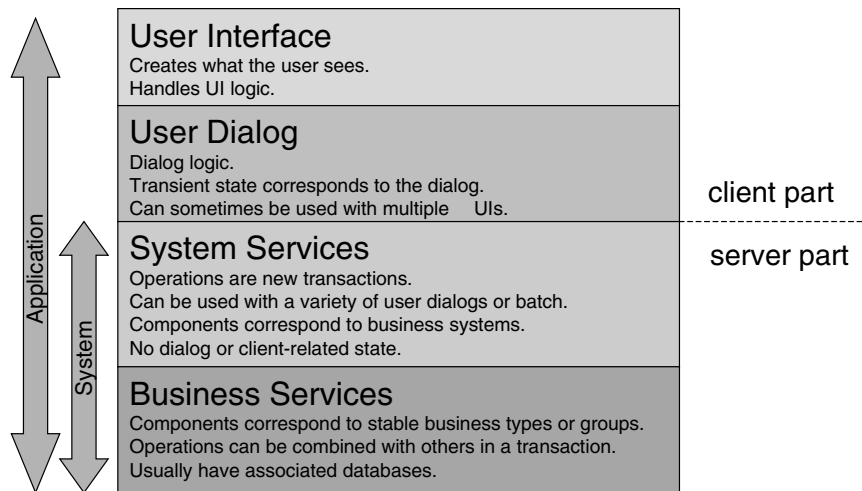 User Interface
Creates what the user sees.
Handles UI logic.
User Dialog
Dialog logic.
Transient state corresponds to the dialog.
Can sometimes be used with multiple UIs.
client part
server part
System Services
Operations are new transactions.
Can be used with a variety of user dialogs or batch.
Components correspond to business systems.
No dialog or client-related state.
Business Services
Components correspond to stable business types or groups.
Operations can be combined with others in a transaction.
Usually have associated databases.
Application
System